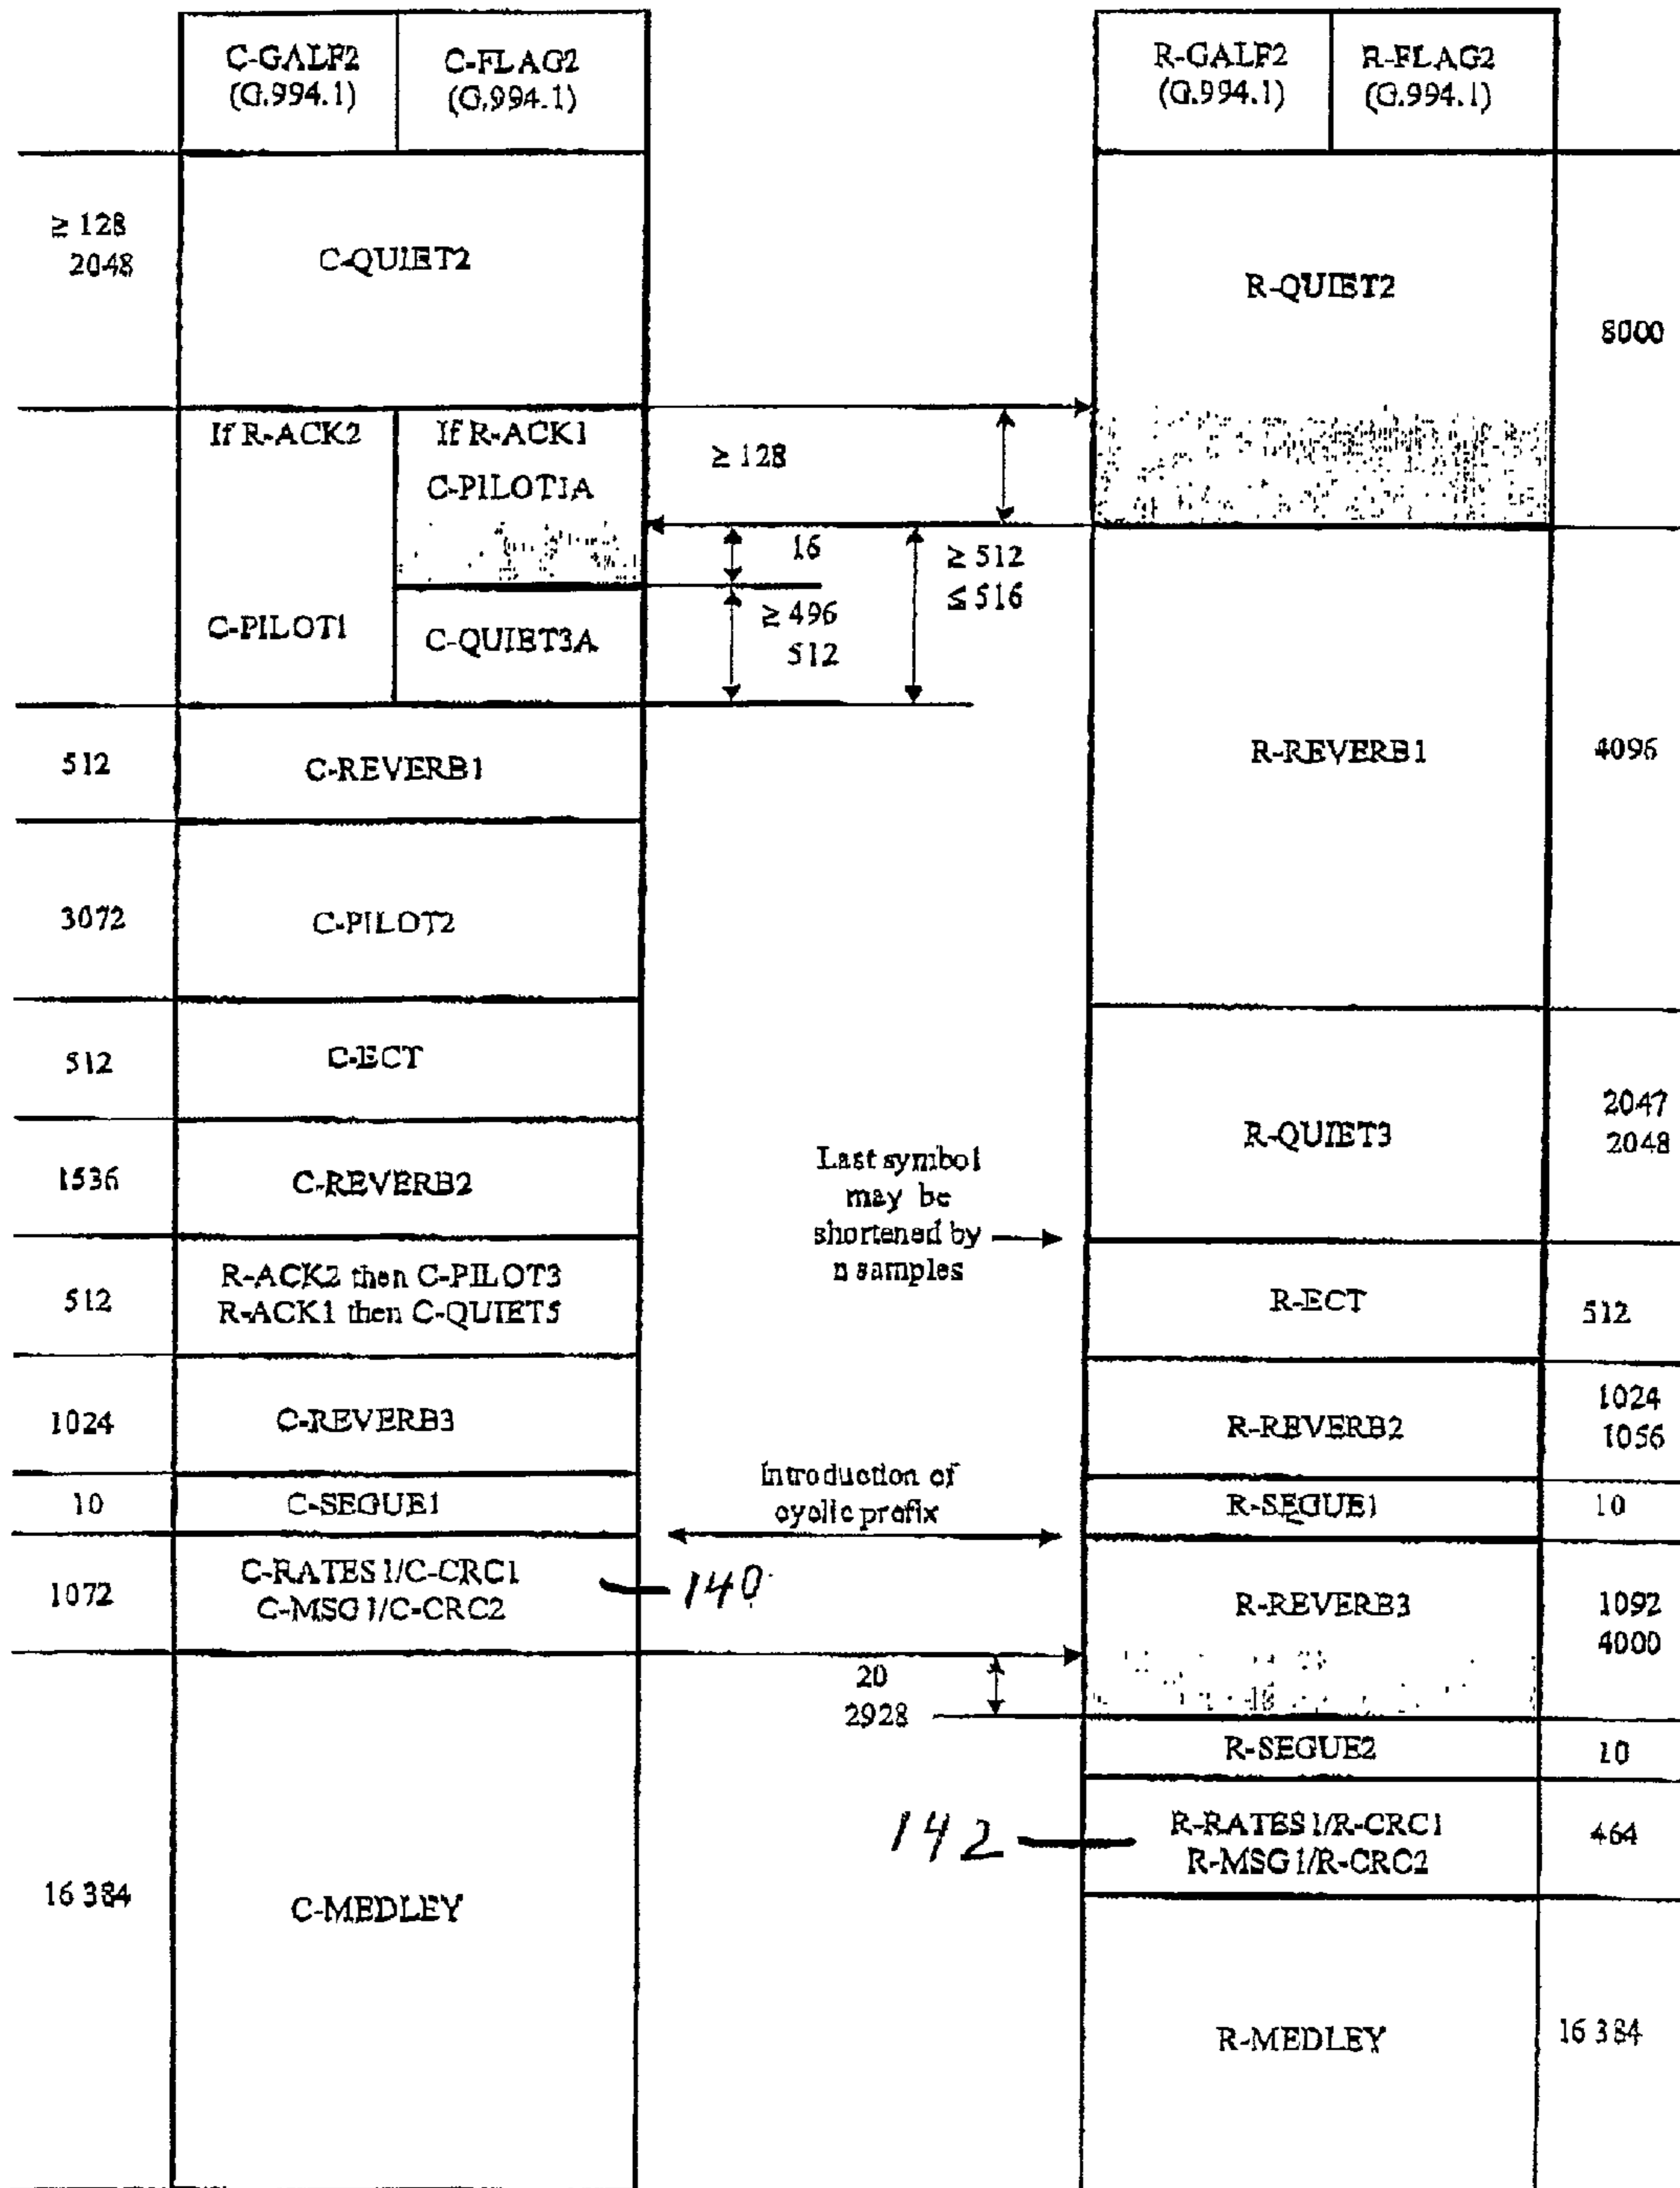 C-GALF2
(G.994.1)
C-FLAG2
(G.994.1)
R-GALF2
(G.994.1)
R-FLAG2
(G.994.1)
≥ 128
2048
C-QUIET2
R-QUIET2
8000
If R-ACK2
If R-ACK1
C-PILOT1A
≥ 128
16
≥ 512
≤ 516
C-PILOT1
C-QUIET3A
≥ 496
512
512
C-REVERB1
R-REVERB1
4096
3072
C-PILOT2
512
C-ECT
R-QUIET3
2047
2048
1536
C-REVERB2
Last symbol
may be
shortened by
n samples
512
R-ACK2 then C-PILOT3
R-ACK1 then C-QUIET5
R-ECT
512
1024
C-REVERB3
R-REVERB2
1024
1056
10
C-SEGUE1
Introduction of
cyclic prefix
R-SEGUE1
10
1072
C-RATES1/C-CRC1
C-MSG1/C-CRC2
140
R-REVERB3
1092
4000
20
2928
R-SEGUE2
10
142
R-RATES1/R-CRC1
R-MSG1/R-CRC2
464
16 384
C-MEDLEY
R-MEDLEY
16 384